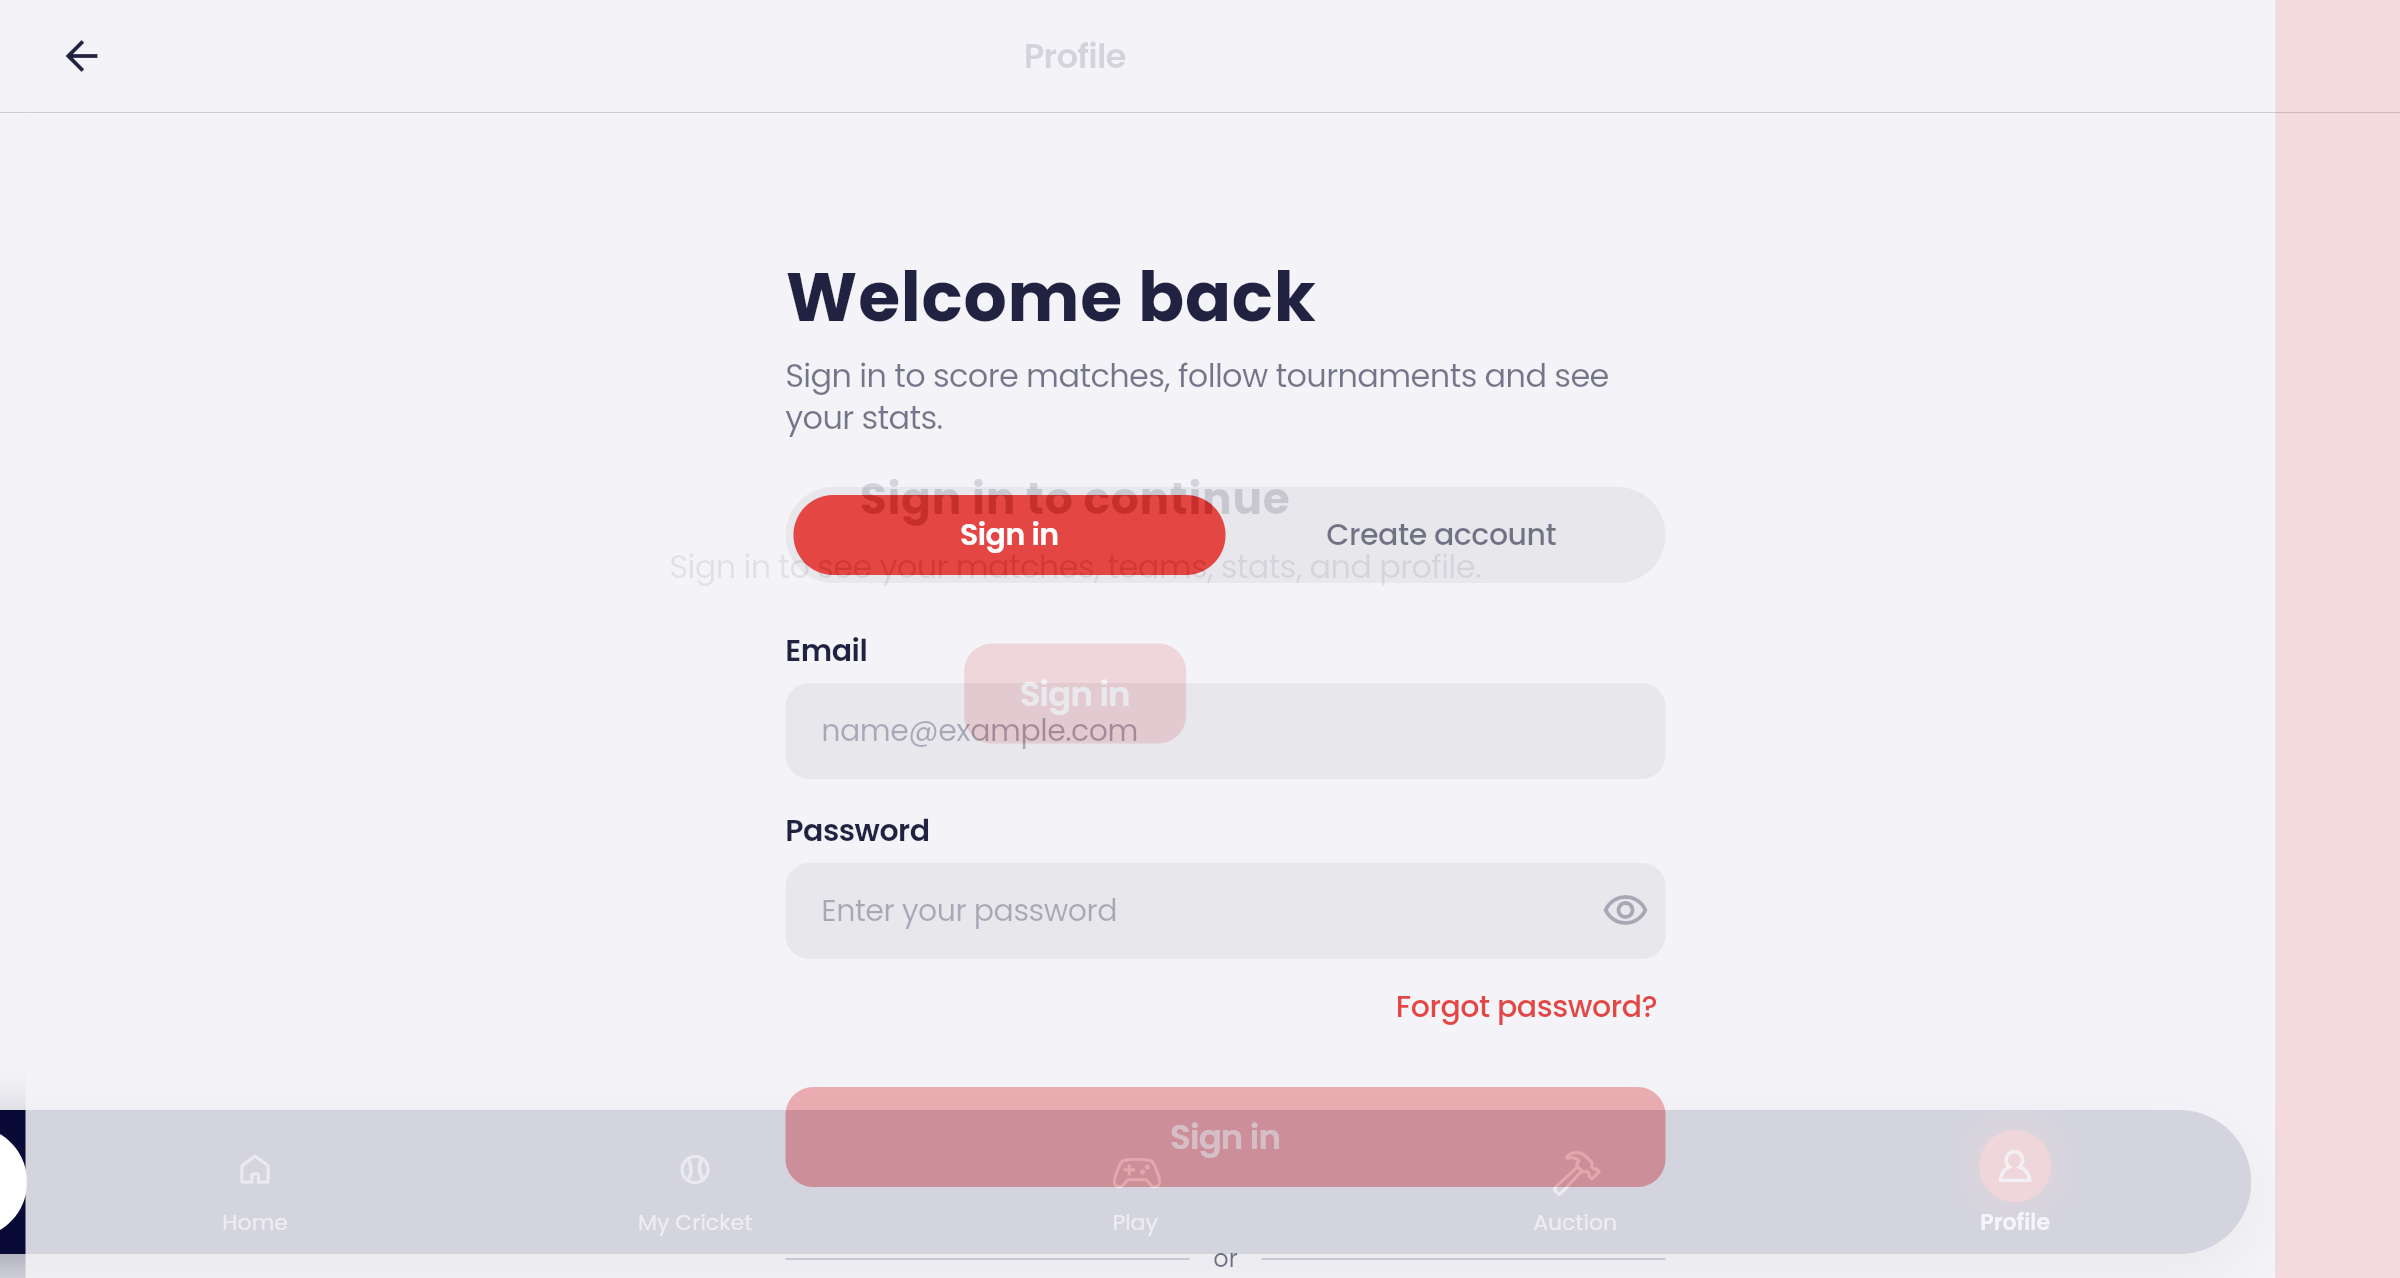 Profile
Welcome back
Sign in to score matches, follow tournaments and see
your stats.
Sign in to continue
Sign in
Create account
Sign in to see your matches, teams, stats, and profile.
Email
Sign in
name@example.com
Password
Enter your password
Forgot password?
Sign in
Home
My Cricket
Play
Auction
Profile
or